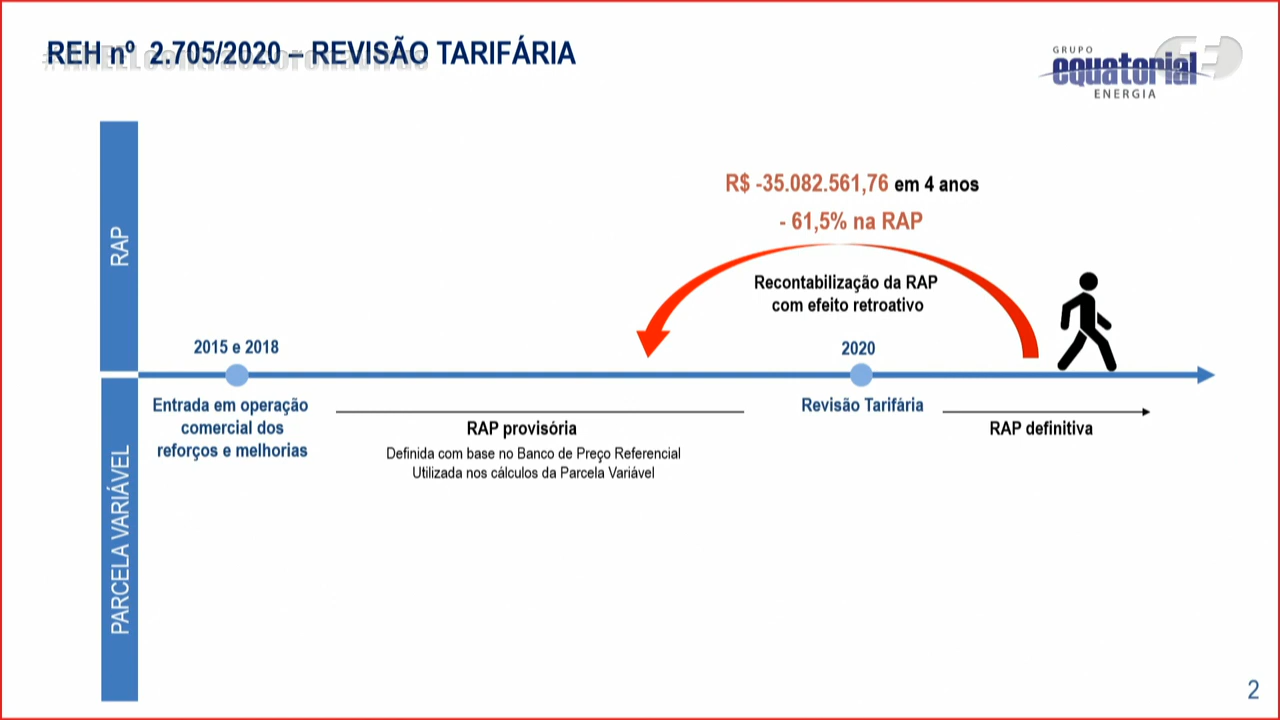 REH nº 2.705/2020 – REVISÃO TARIFÁRIA
GRUPO
equatorial
ENERGIA
RAP
R$ -35.082.561,76 em 4 anos
- 61,5% na RAP
Recontabilização da RAP
com efeito retroativo
2015 e 2018
2020
Entrada em operação
comercial dos
reforços e melhorias
RAP provisória
Definida com base no Banco de Preço Referencial
Utilizada nos cálculos da Parcela Variável
Revisão Tarifária
RAP definitiva
PARCELA VARIÁVEL
2